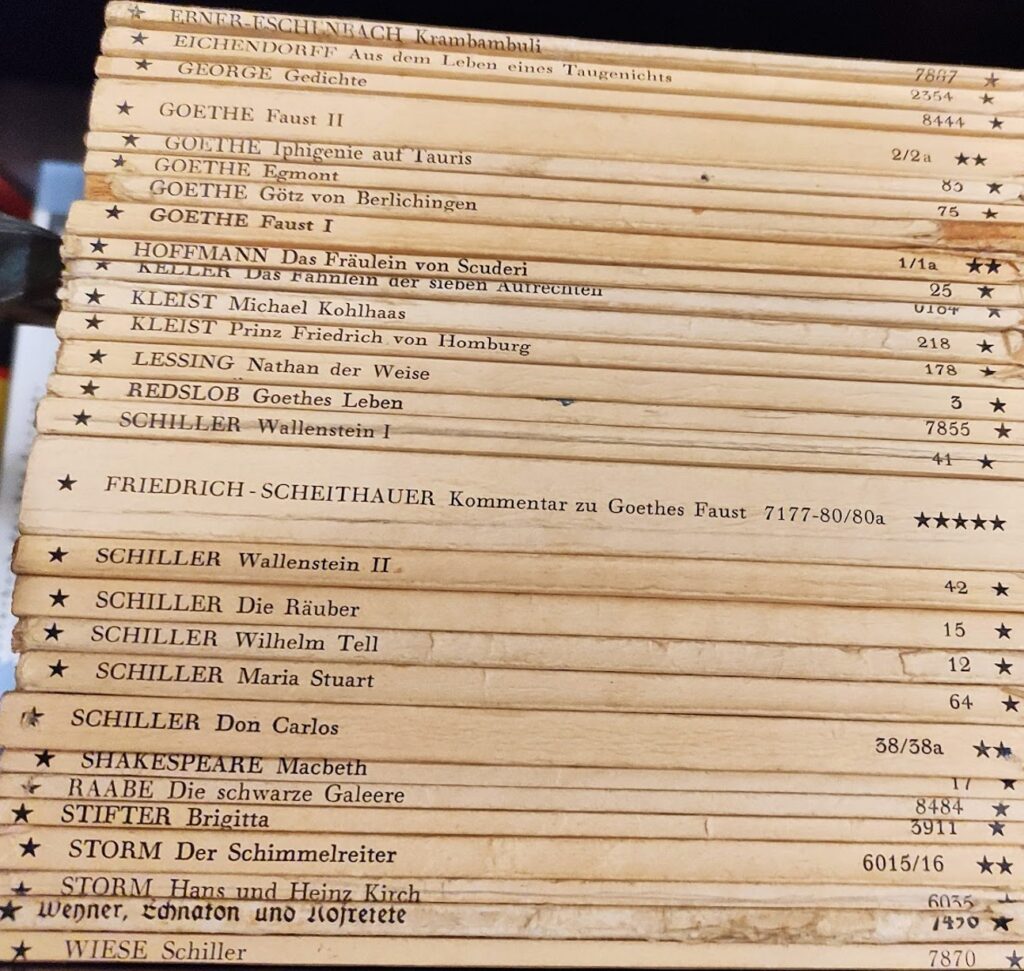 ★ EBNER-ESCHENBACH Krambambuli 7887 ★
★ EICHENDORFF Aus dem Leben eines Taugenichts 2354 ★
★ GEORGE Gedichte 8444 ★
★ GOETHE Faust II 2/2a ★★
★ GOETHE Iphigenie auf Tauris 83 ★
★ GOETHE Egmont 75 ★
GOETHE Götz von Berlichingen
★ GOETHE Faust I 1/1a ★★
★ HOFFMANN Das Fräulein von Scuderi 25 ★
★ KELLER Das Fähnlein der sieben Aufrechten ★
★ KLEIST Michael Kohlhaas 218 ★
★ KLEIST Prinz Friedrich von Homburg 178 ★
★ LESSING Nathan der Weise 3 ★
★ REDSLOB Goethes Leben 7855 ★
★ SCHILLER Wallenstein I 41 ★
★ FRIEDRICH-SCHEITHAUER Kommentar zu Goethes Faust 7177-80/80a ★★★★★
★ SCHILLER Wallenstein II 42 ★
★ SCHILLER Die Räuber 15 ★
★ SCHILLER Wilhelm Tell 12 ★
★ SCHILLER Maria Stuart 64 ★
★ SCHILLER Don Carlos 38/38a ★★
★ SHAKESPEARE Macbeth 17 ★
★ RAABE Die schwarze Galeere 8484 ★
★ STIFTER Brigitta 3911 ★
★ STORM Der Schimmelreiter 6015/16 ★★
★ STORM Hans und Heinz Kirch 6035 ★
★ Echnaton und Nofretete ★
★ WIESE Schiller 7870 ★